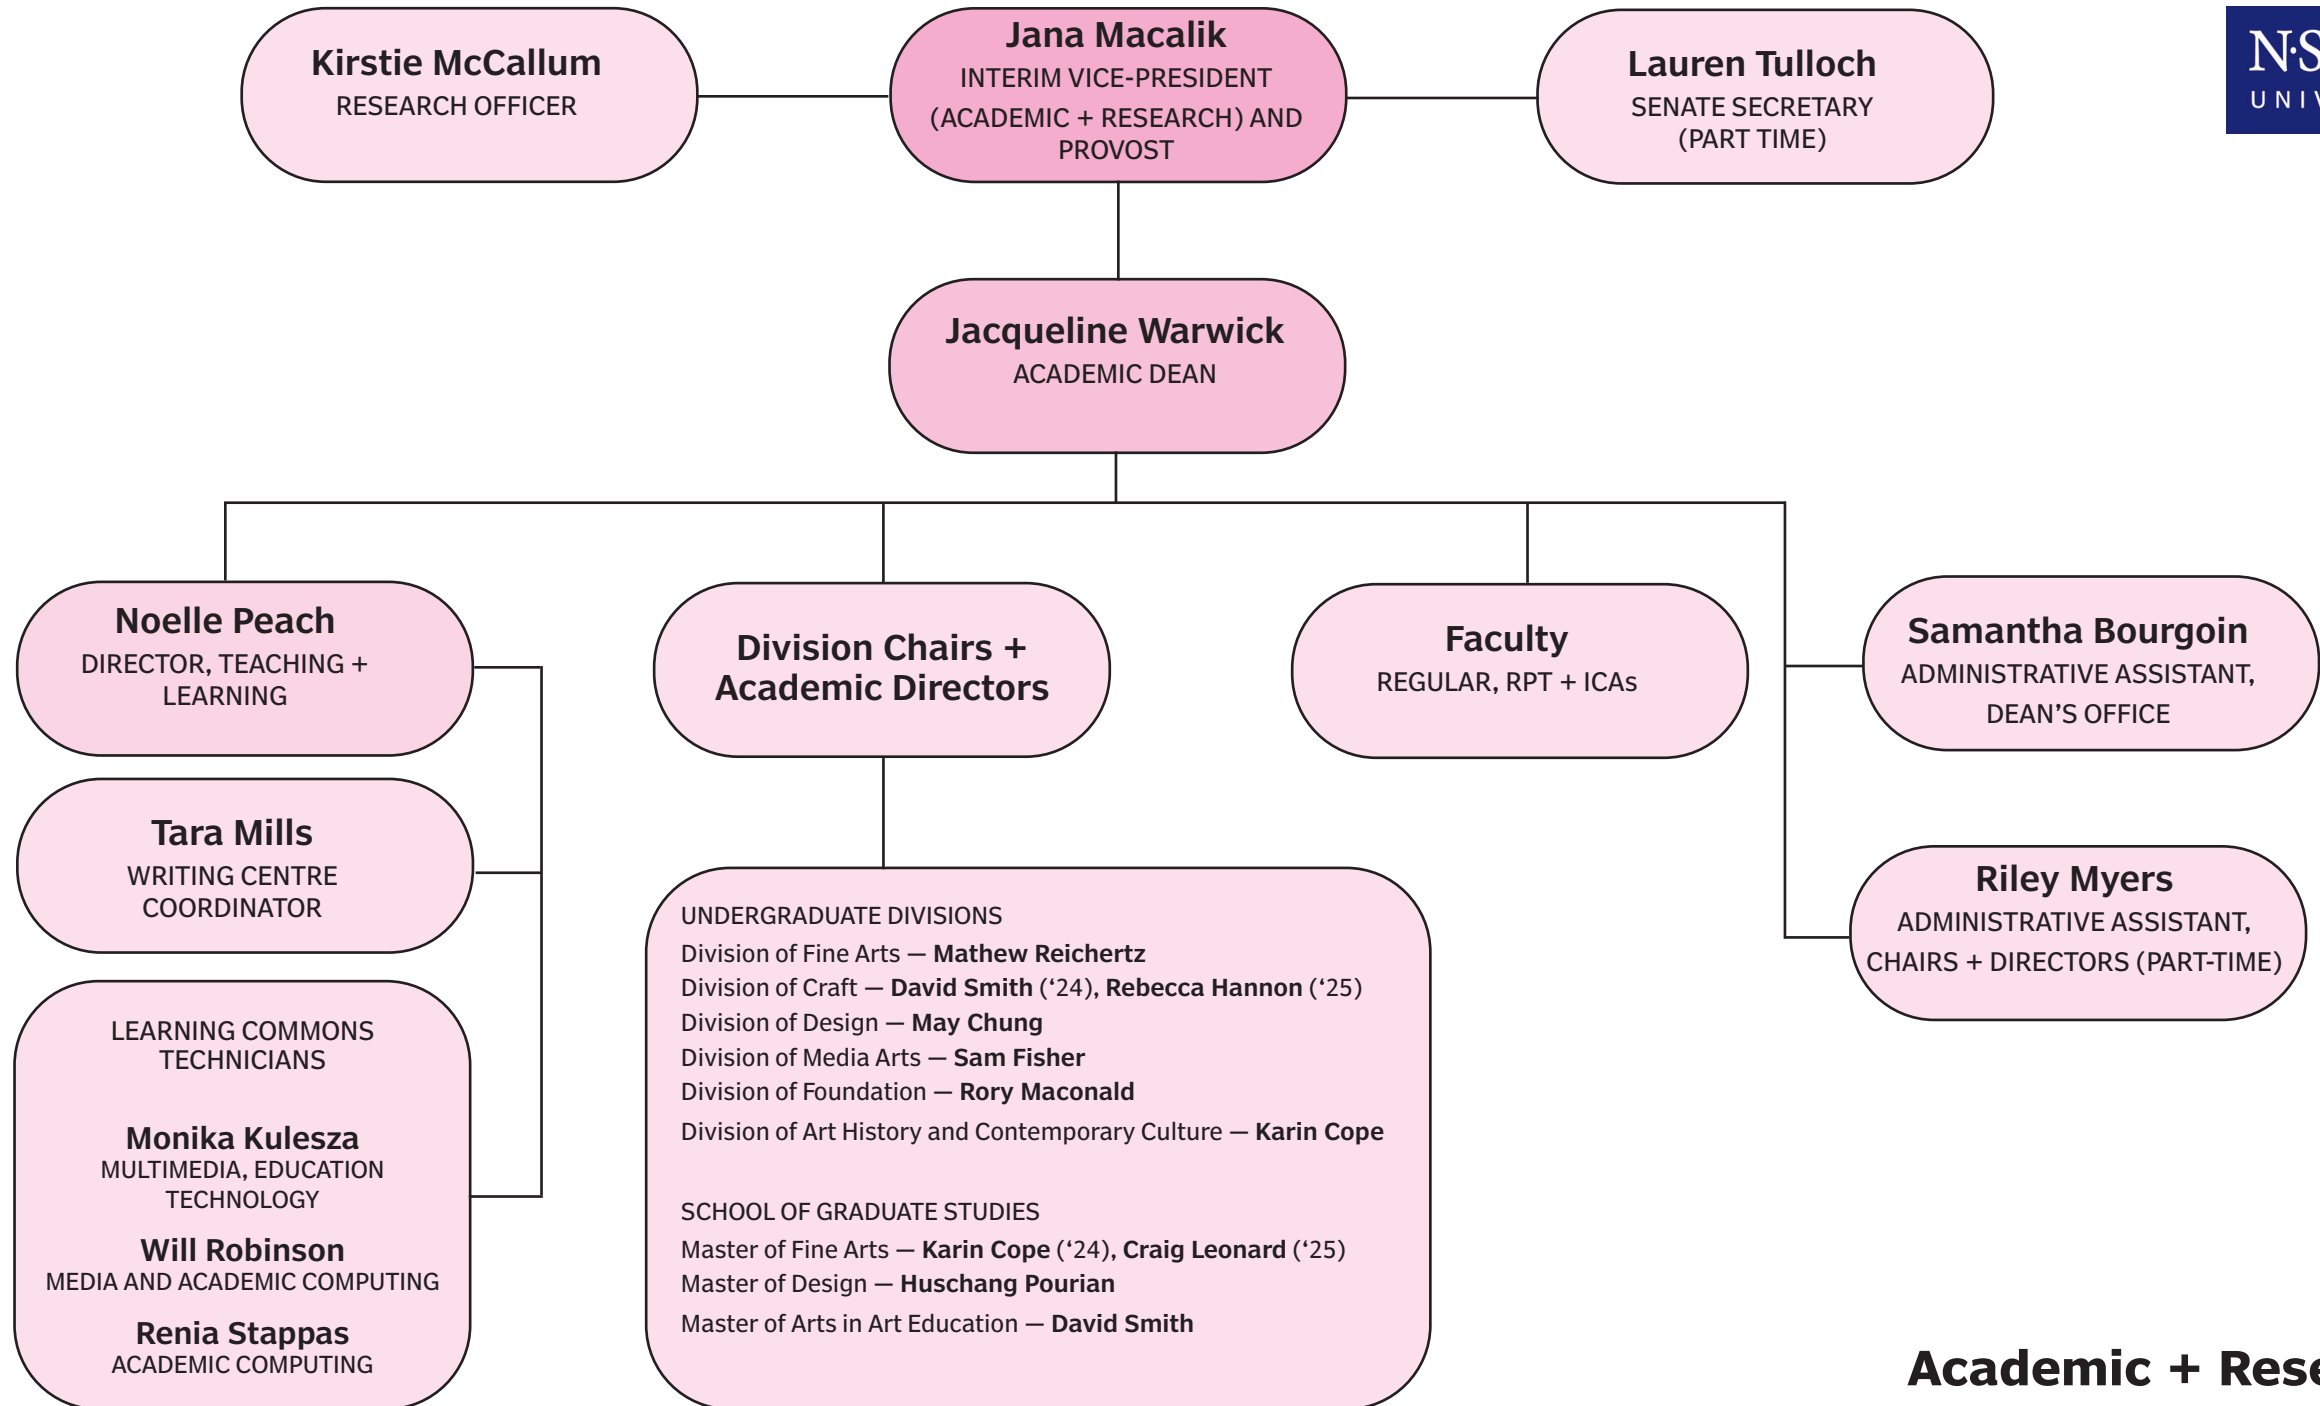 Kirstie McCallum
RESEARCH OFFICER
Jana Macalik
INTERIM VICE-PRESIDENT
(ACADEMIC + RESEARCH) AND
PROVOST
Lauren Tulloch
SENATE SECRETARY
(PART TIME)
Jacqueline Warwick
ACADEMIC DEAN
Noelle Peach
DIRECTOR, TEACHING +
LEARNING
Division Chairs +
Academic Directors
Faculty
REGULAR, RPT + ICAs
Samantha Bourgoin
ADMINISTRATIVE ASSISTANT,
DEAN’S OFFICE
Tara Mills
WRITING CENTRE
COORDINATOR
Riley Myers
ADMINISTRATIVE ASSISTANT,
CHAIRS + DIRECTORS (PART-TIME)
LEARNING COMMONS
TECHNICIANS
Monika Kulesza
MULTIMEDIA, EDUCATION
TECHNOLOGY
Will Robinson
MEDIA AND ACADEMIC COMPUTING
Renia Stappas
ACADEMIC COMPUTING
UNDERGRADUATE DIVISIONS
Division of Fine Arts — Mathew Reichertz
Division of Craft — David Smith (‘24), Rebecca Hannon (‘25)
Division of Design — May Chung
Division of Media Arts — Sam Fisher
Division of Foundation — Rory Maconald
Division of Art History and Contemporary Culture — Karin Cope
SCHOOL OF GRADUATE STUDIES
Master of Fine Arts — Karin Cope (‘24), Craig Leonard (‘25)
Master of Design — Huschang Pourian
Master of Arts in Art Education — David Smith
Academic +